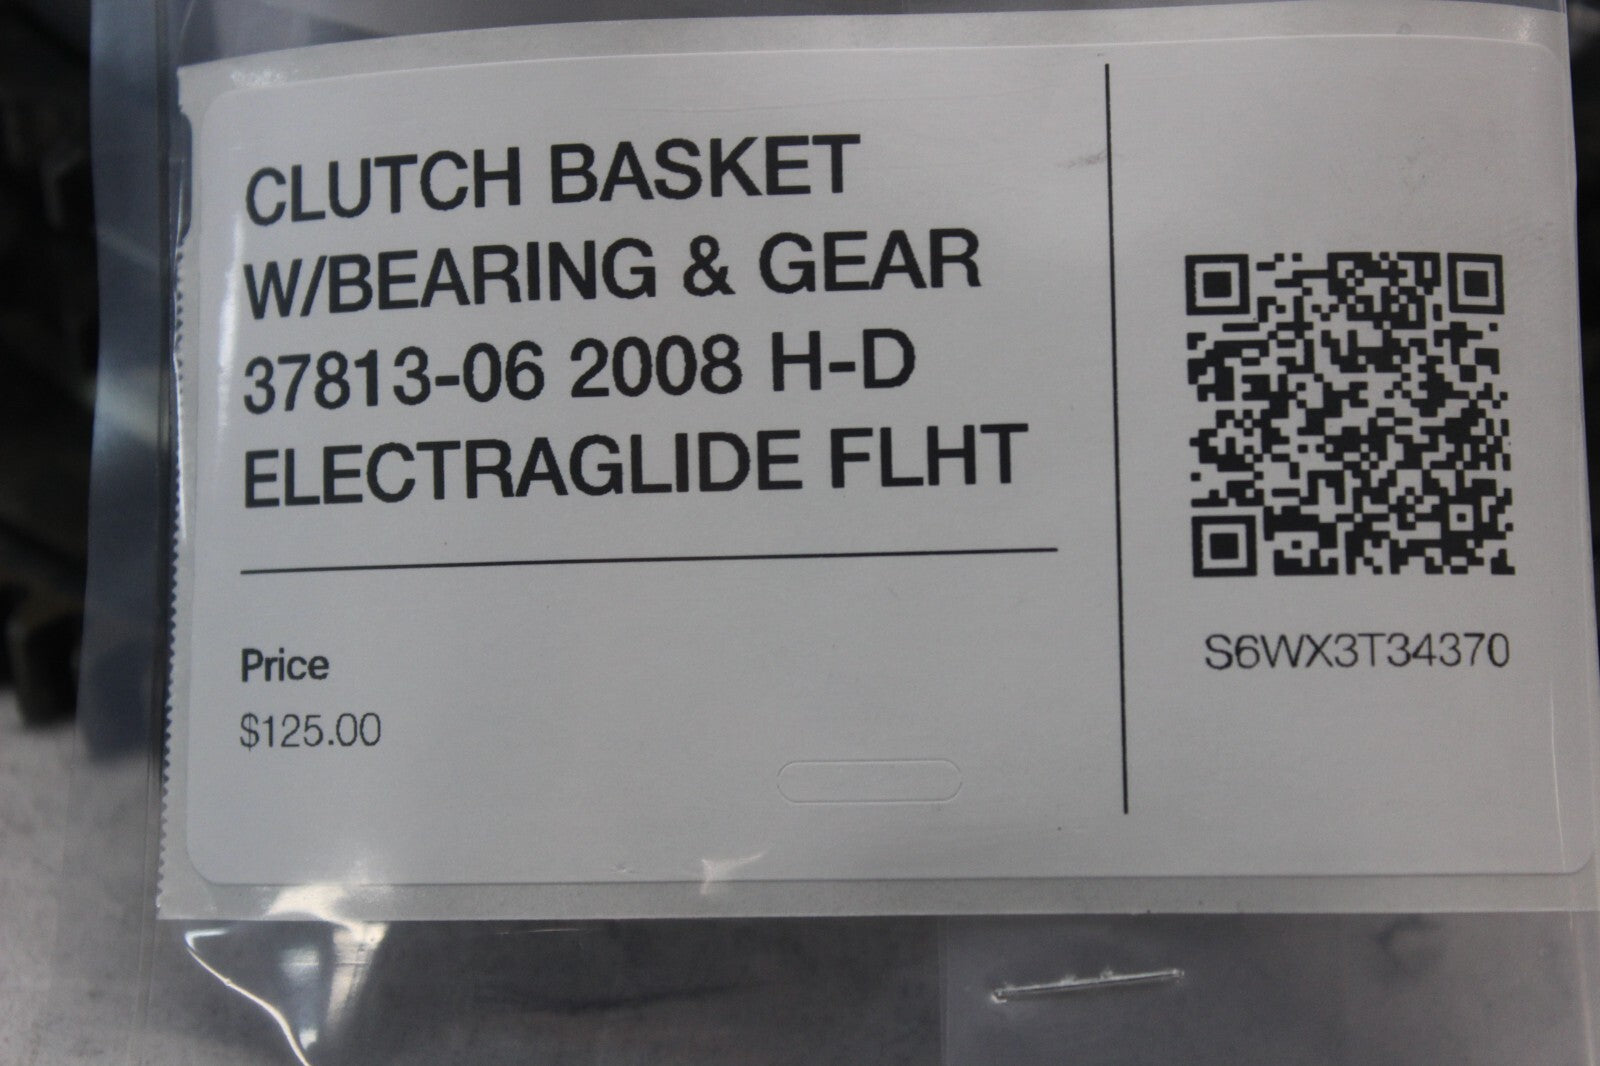 CLUTCH BASKET
W/BEARING & GEAR
37813-06 2008 H-D
ELECTRAGLIDE FLHT
Price
$125.00
S6WX3T34370